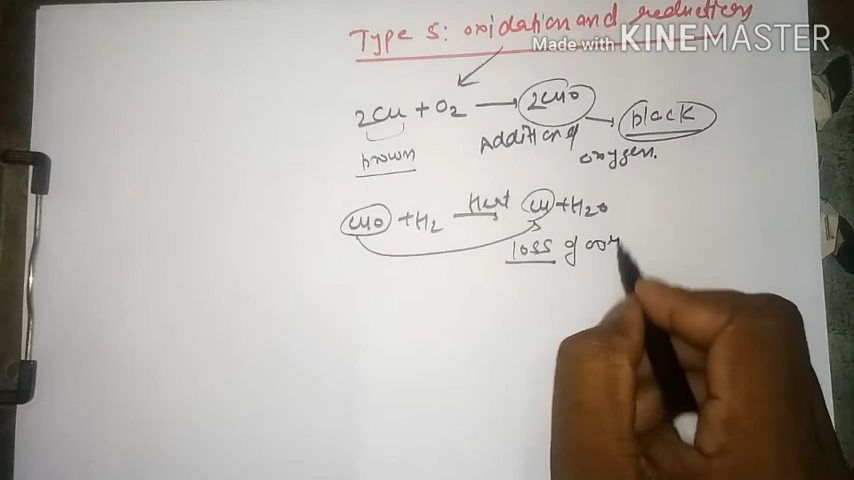 Type 5: oxidation and reduction
Made with KINEMASTER
2Cu + O2 → 2CuO → black
brown
Addition of oxygen.
CuO + H2 Heat → Cu + H2O
loss of oxy